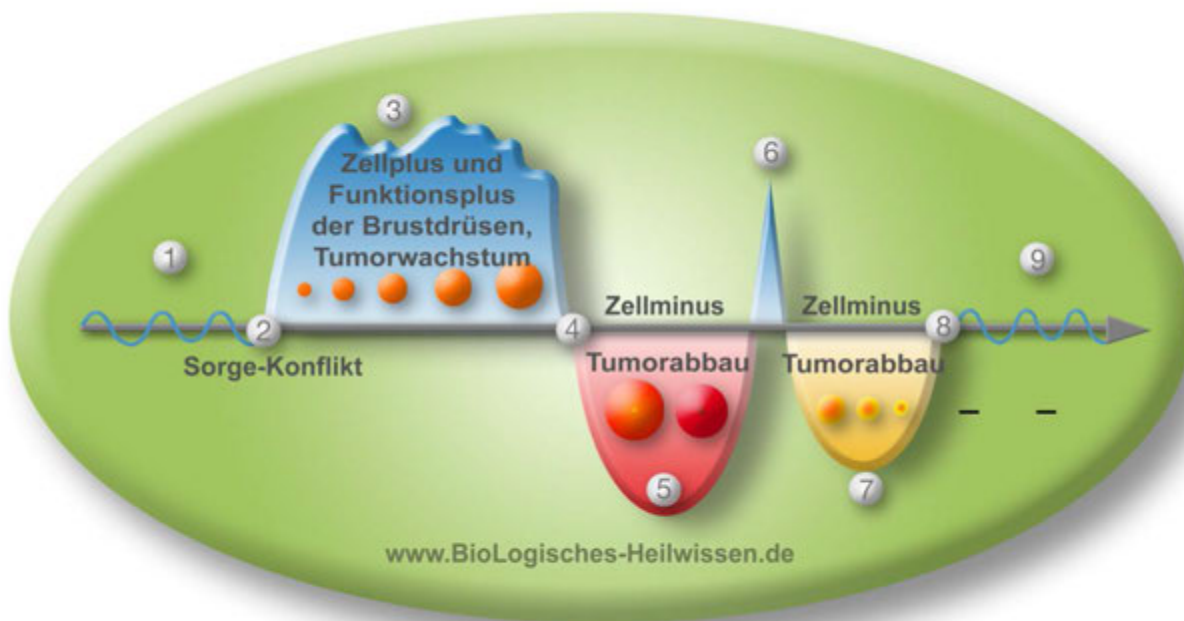 3
Zellplus und
Funktionsplus
der Brustdrüsen,
Tumorwachstum
6
1
9
2
4
Zellminus
Zellminus
8
Sorge-Konflikt
Tumorabbau
Tumorabbau
– –
5
7
www.BioLogisches-Heilwissen.de